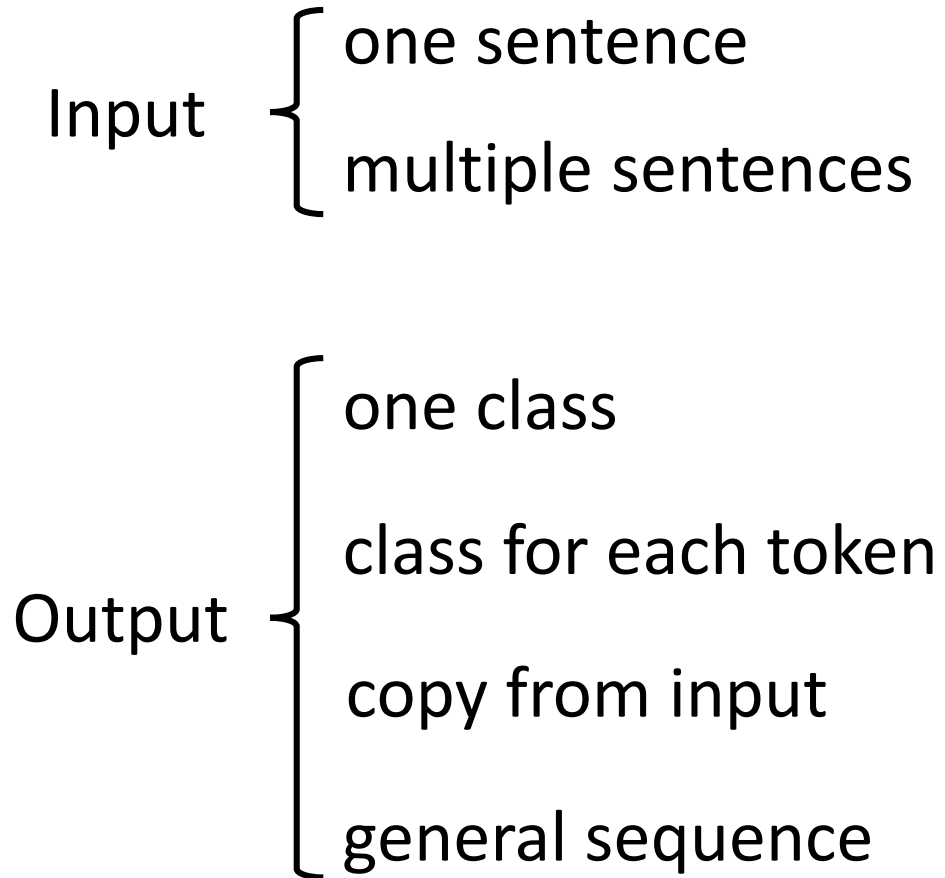 Input
one sentence
multiple sentences
Output
one class
class for each token
copy from input
general sequence